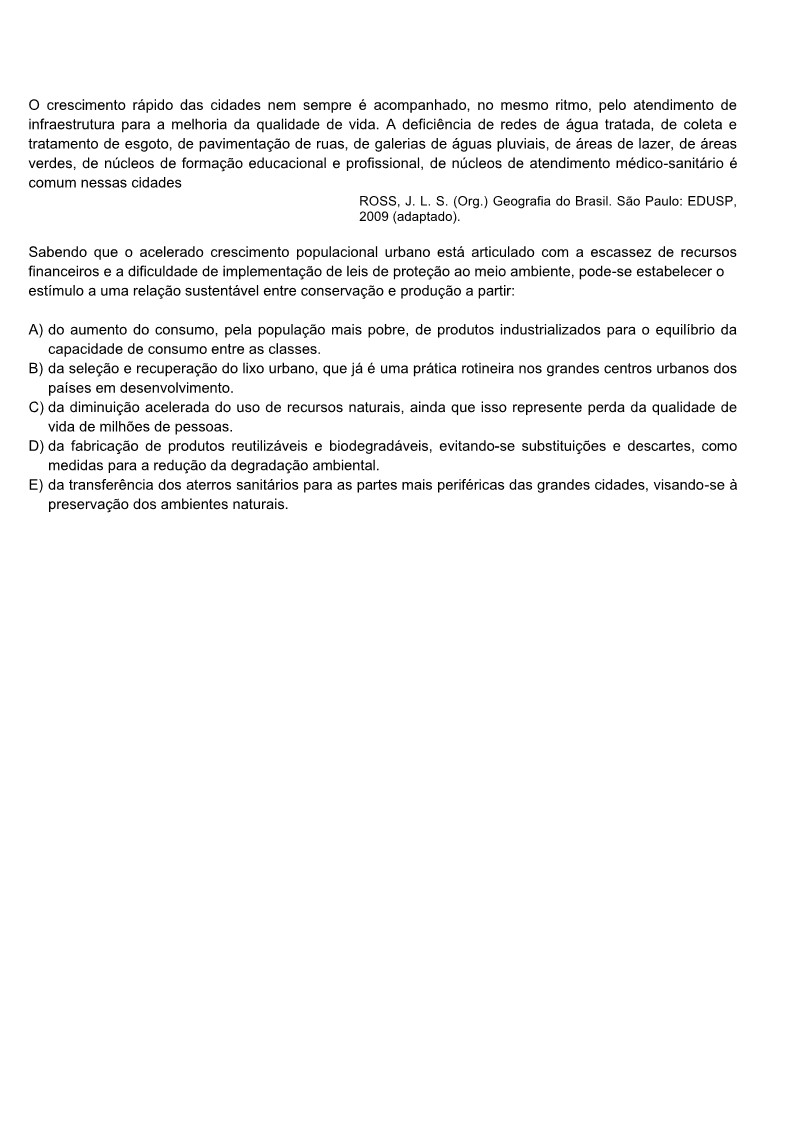 O crescimento rápido das cidades nem sempre é acompanhado, no mesmo ritmo, pelo atendimento de
infraestrutura para a melhoria da qualidade de vida. A deficiência de redes de água tratada, de coleta e
tratamento de esgoto, de pavimentação de ruas, de galerias de águas pluviais, de áreas de lazer, de áreas
verdes, de núcleos de formação educacional e profissional, de núcleos de atendimento médico-sanitário é
comum nessas cidades
ROSS, J. L. S. (Org.) Geografia do Brasil. São Paulo: EDUSP,
2009 (adaptado).
Sabendo que o acelerado crescimento populacional urbano está articulado com a escassez de recursos
financeiros e a dificuldade de implementação de leis de proteção ao meio ambiente, pode-se estabelecer o
estímulo a uma relação sustentável entre conservação e produção a partir:
A) do aumento do consumo, pela população mais pobre, de produtos industrializados para o equilíbrio da
capacidade de consumo entre as classes.
B) da seleção e recuperação do lixo urbano, que já é uma prática rotineira nos grandes centros urbanos dos
países em desenvolvimento.
C) da diminuição acelerada do uso de recursos naturais, ainda que isso represente perda da qualidade de
vida de milhões de pessoas.
D) da fabricação de produtos reutilizáveis e biodegradáveis, evitando-se substituições e descartes, como
medidas para a redução da degradação ambiental.
E) da transferência dos aterros sanitários para as partes mais periféricas das grandes cidades, visando-se à
preservação dos ambientes naturais.